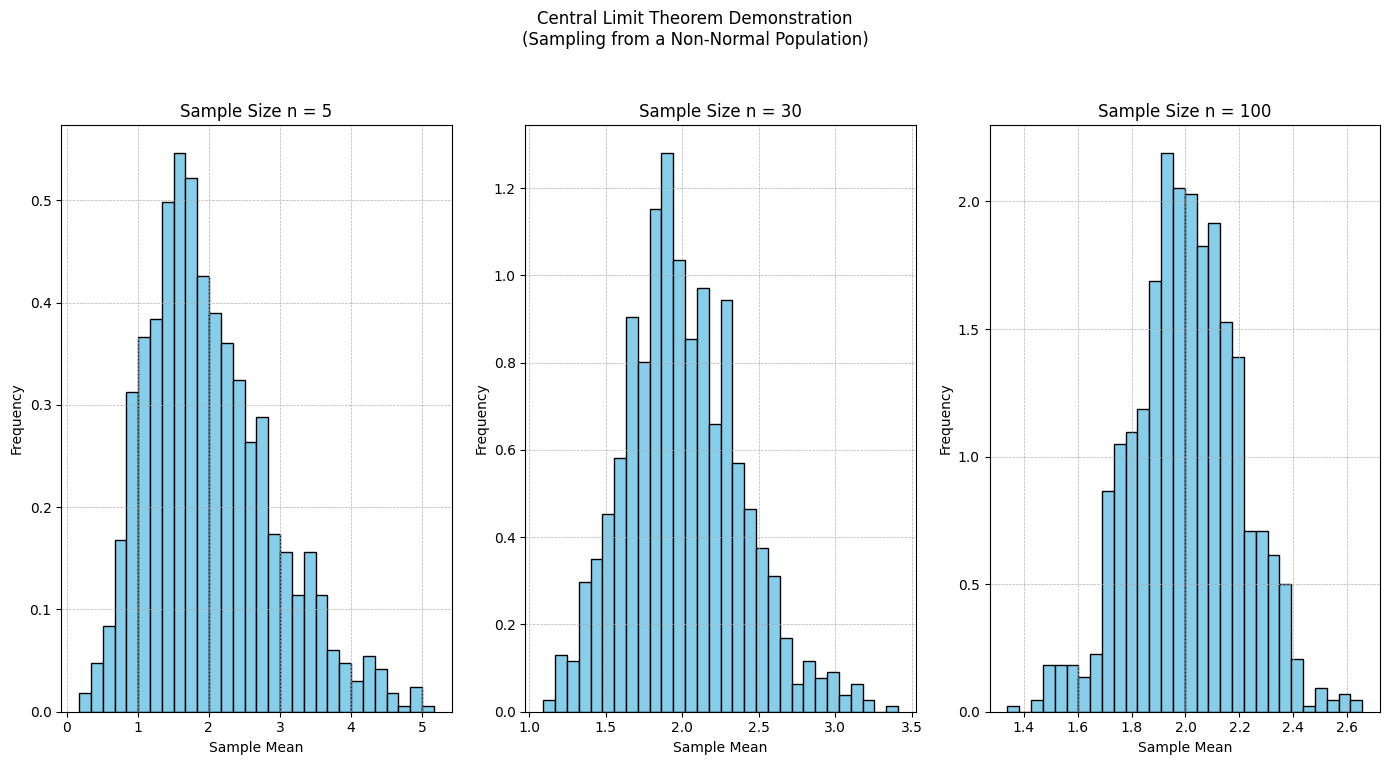 Central Limit Theorem Demonstration
(Sampling from a Non-Normal Population)
Sample Size n = 5
Frequency
0.5
0.4
0.3
0.2
0.1
0.0
0 1 2 3 4 5
Sample Mean
Sample Size n = 30
Frequency
1.2
1.0
0.8
0.6
0.4
0.2
0.0
1.0 1.5 2.0 2.5 3.0 3.5
Sample Mean
Sample Size n = 100
Frequency
2.0
1.5
1.0
0.5
0.0
1.4 1.6 1.8 2.0 2.2 2.4 2.6
Sample Mean